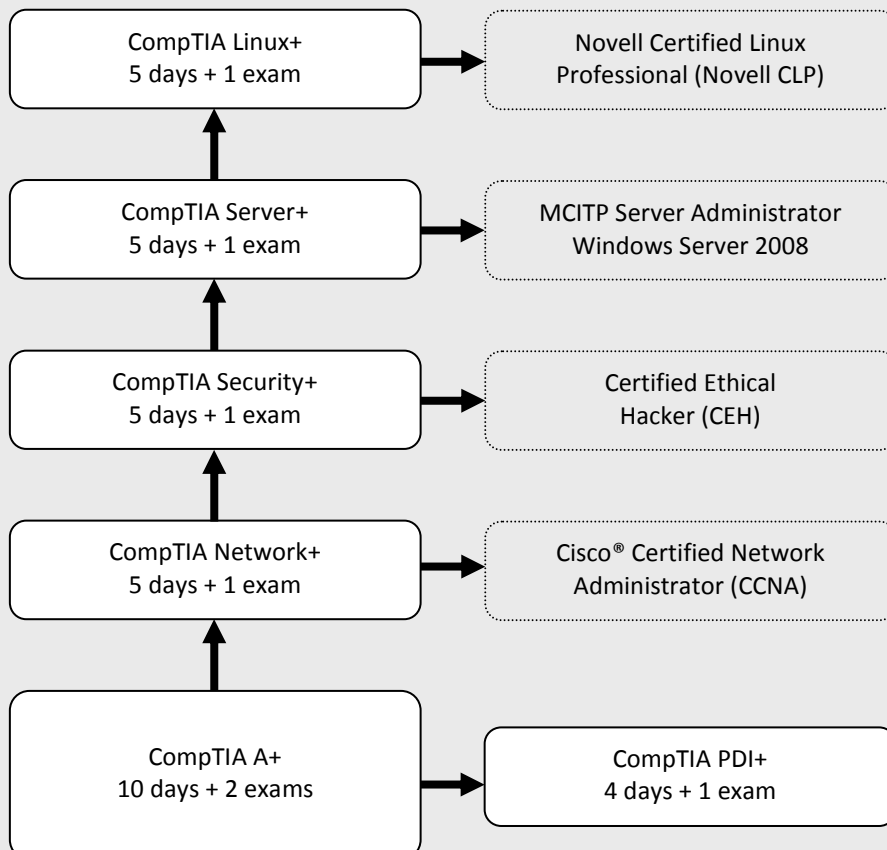 CompTIA Linux+
5 days + 1 exam
Novell Certified Linux
Professional (Novell CLP)
CompTIA Server+
5 days + 1 exam
MCITP Server Administrator
Windows Server 2008
CompTIA Security+
5 days + 1 exam
Certified Ethical
Hacker (CEH)
CompTIA Network+
5 days + 1 exam
Cisco® Certified Network
Administrator (CCNA)
CompTIA A+
10 days + 2 exams
CompTIA PDI+
4 days + 1 exam